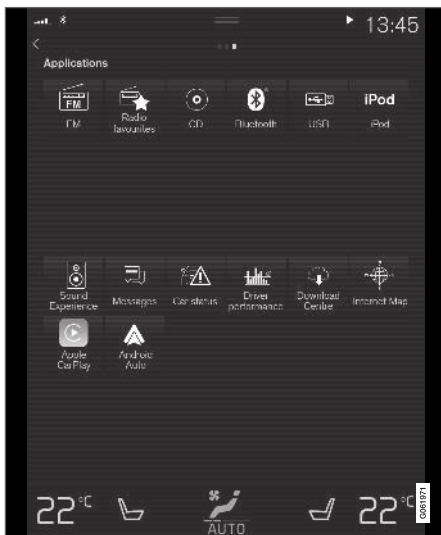 13:45
Applications
FM
iPod
FM
Radio
favourites
CD
Bluetooth
USB
iPod
Sound
Experience
Messages
Car status
Driver
performance
Download
Centre
Internet Map
Apple
CarPlay
Android
Auto
22°C
22°C
AUTO
G061971